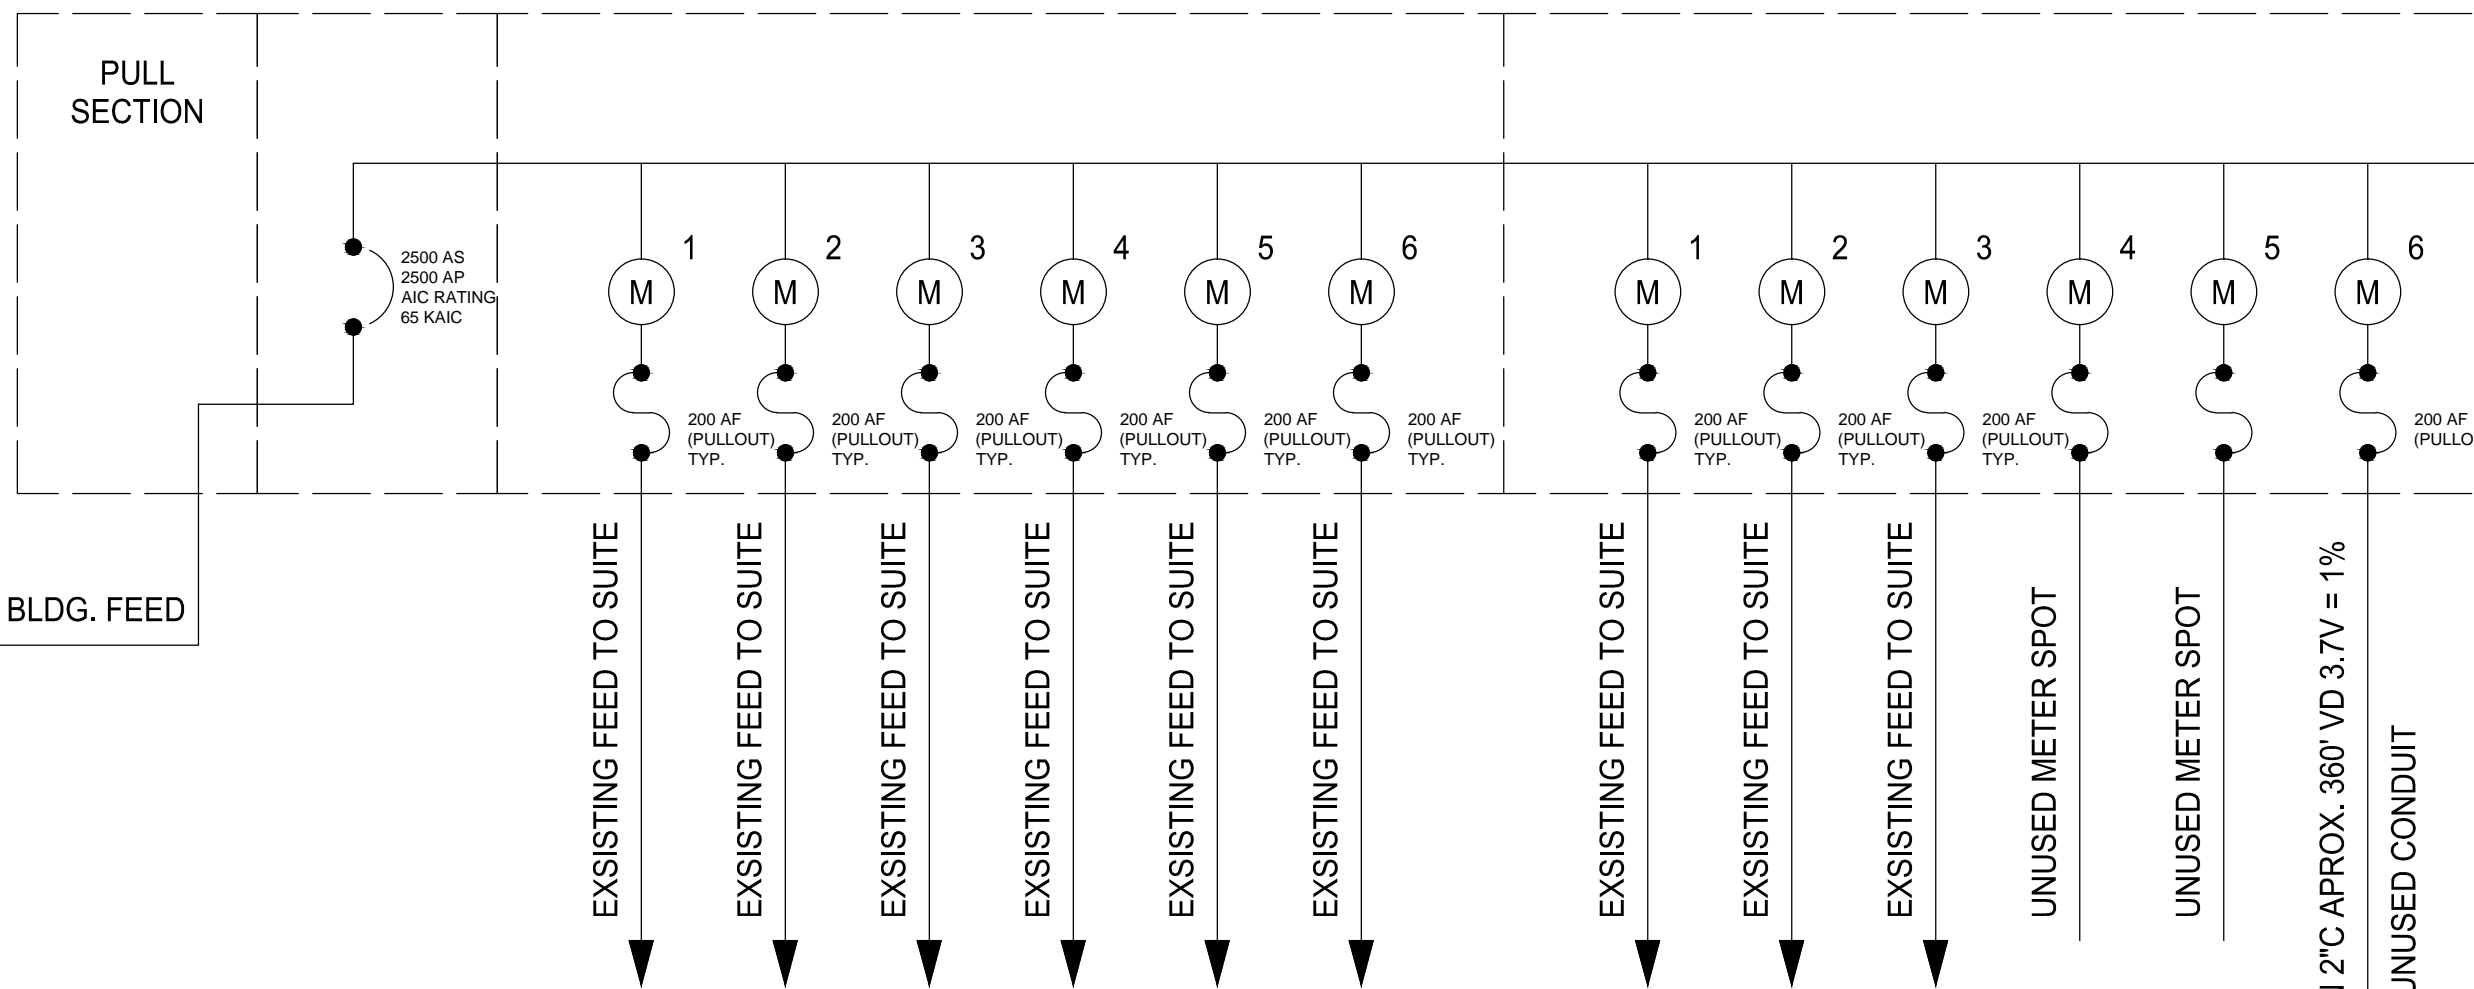 PULL
SECTION
2500 AS
2500 AP
AIC RATING
65 KAIC
1
2
3
4
5
6
1
2
3
4
5
6
M
M
M
M
M
M
M
M
M
M
M
M
200 AF
(PULLOUT)
TYP.
200 AF
(PULLOUT)
TYP.
200 AF
(PULLOUT)
TYP.
200 AF
(PULLOUT)
TYP.
200 AF
(PULLOUT)
TYP.
200 AF
(PULLOUT)
TYP.
200 AF
(PULLOUT)
TYP.
200 AF
(PULLOUT)
TYP.
200 AF
(PULLOUT)
TYP.
200 AF
(PULLO
BLDG. FEED
EXSISTING FEED TO SUITE
EXSISTING FEED TO SUITE
EXSISTING FEED TO SUITE
EXSISTING FEED TO SUITE
EXSISTING FEED TO SUITE
EXSISTING FEED TO SUITE
EXSISTING FEED TO SUITE
EXSISTING FEED TO SUITE
EXSISTING FEED TO SUITE
UNUSED METER SPOT
UNUSED METER SPOT
2"C APROX. 360' VD 3.7V = 1%
UNUSED CONDUIT